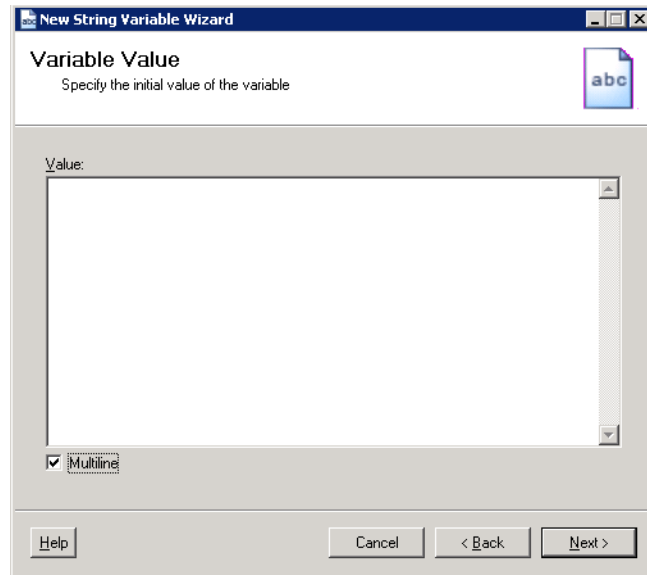 New String Variable Wizard
Variable Value
Specify the initial value of the variable
abc
Value:
Multiline
Help Cancel < Back Next >